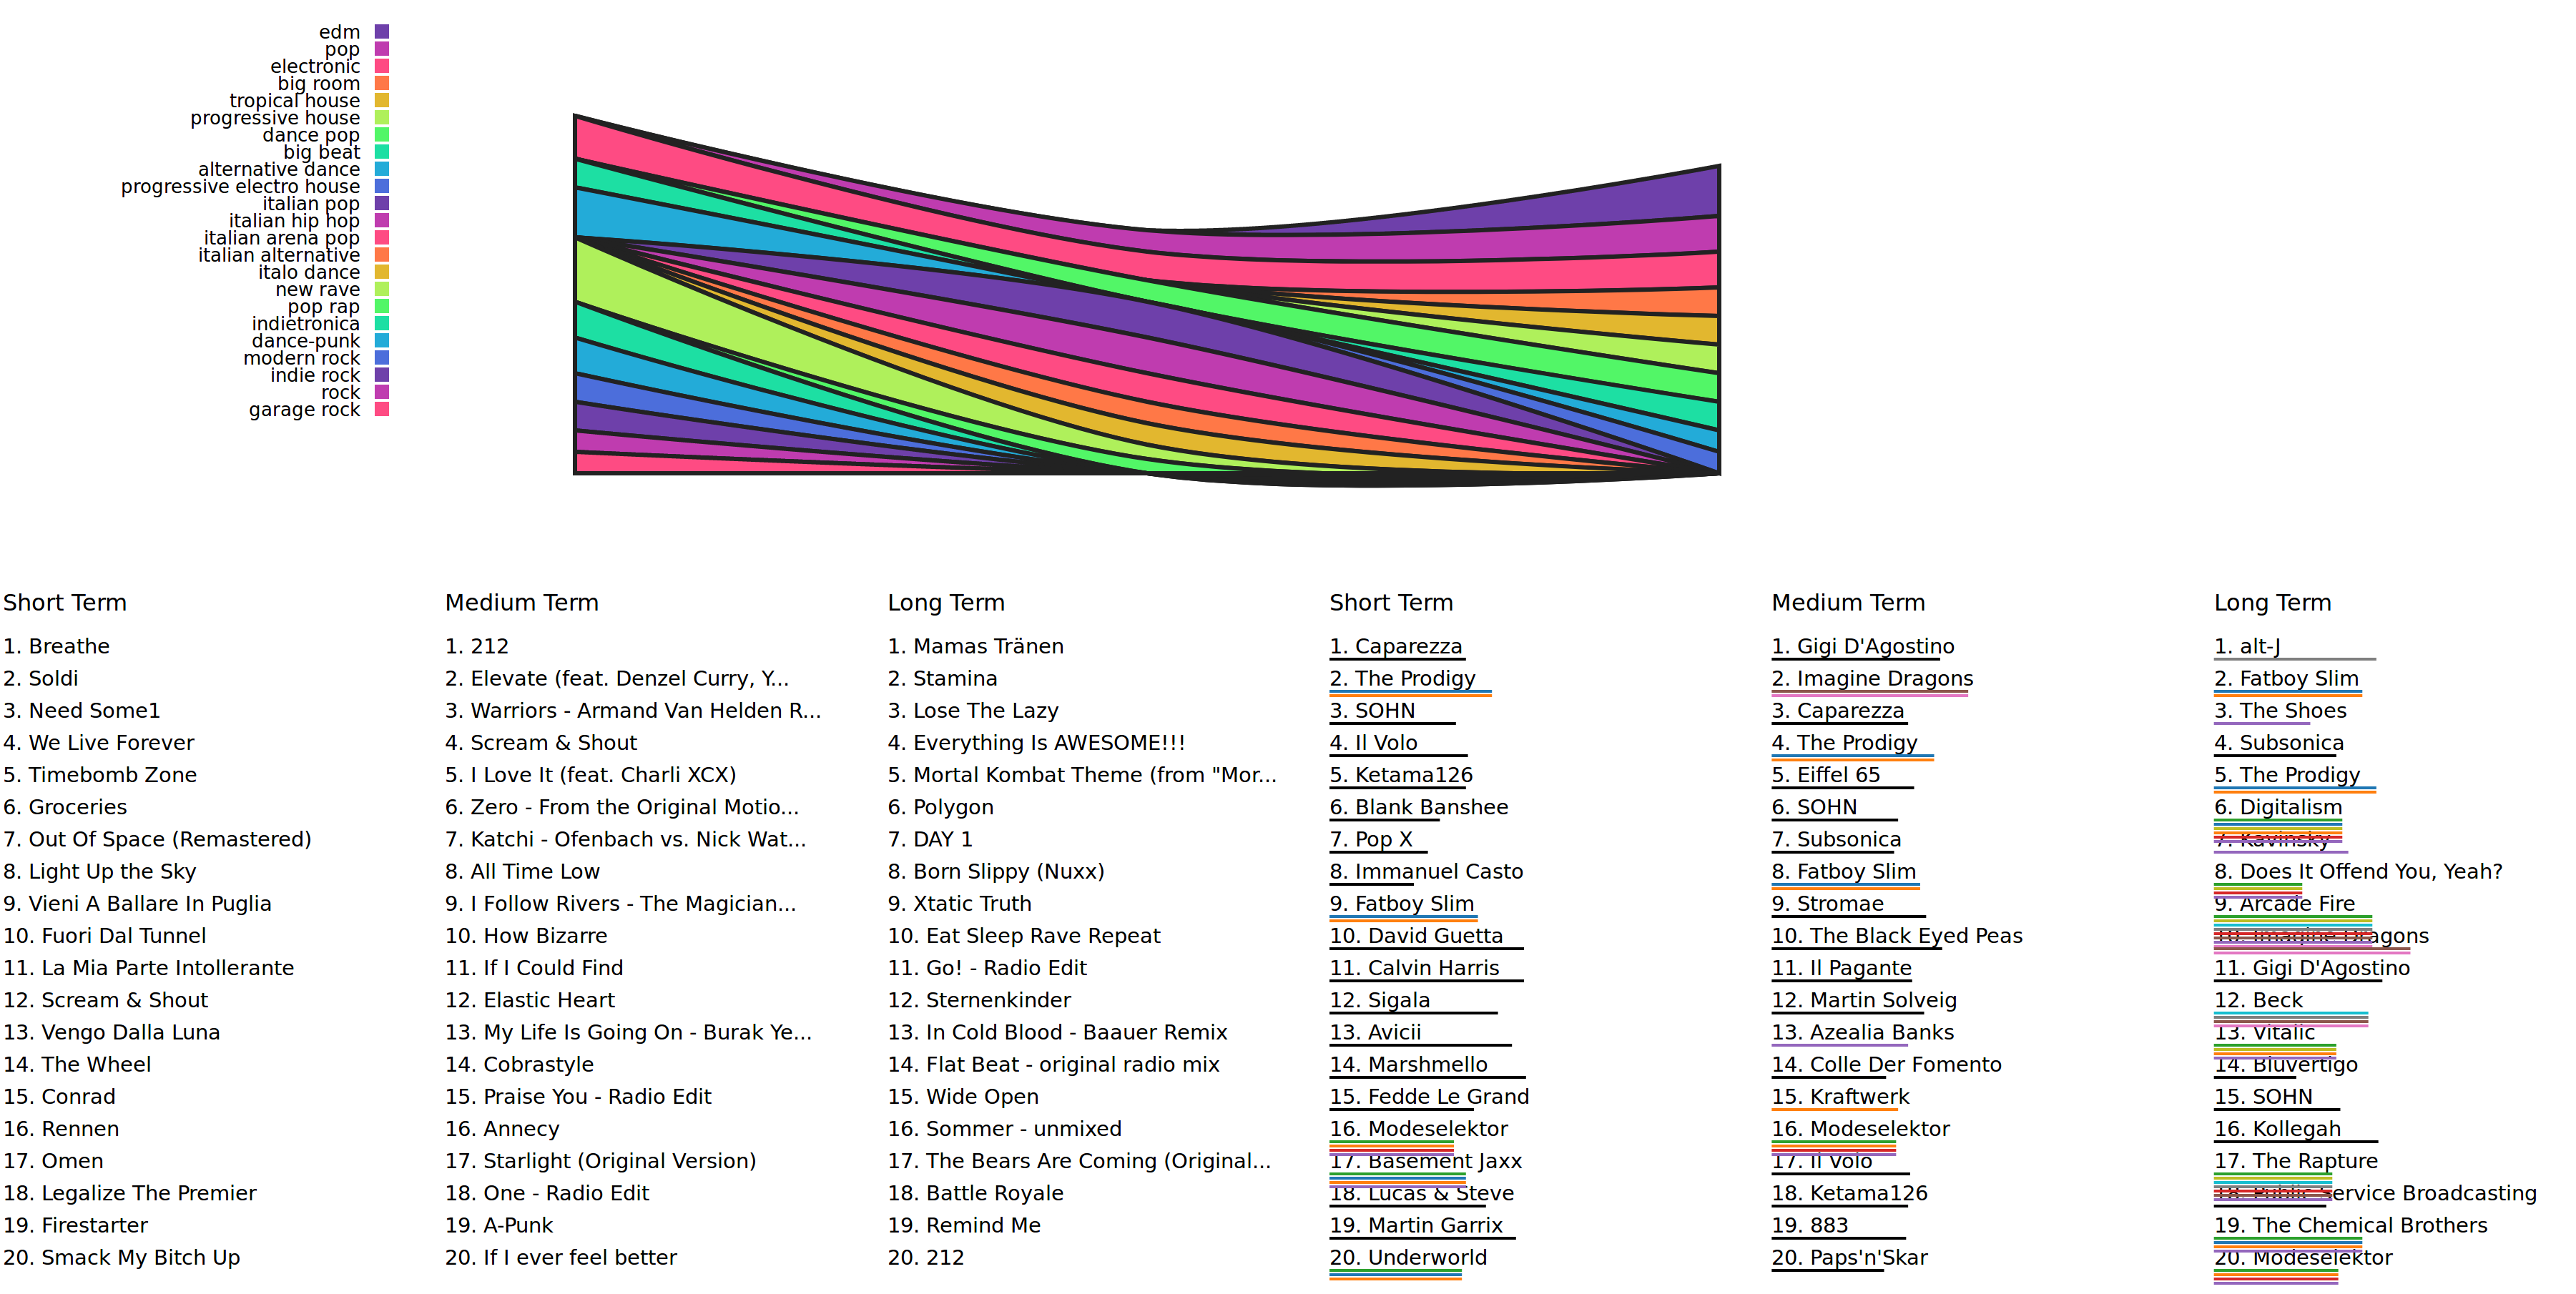 edm
pop
electronic
big room
tropical house
progressive house
dance pop
big beat
alternative dance
progressive electro house
italian pop
italian hip hop
italian arena pop
italian alternative
italo dance
new rave
pop rap
indietronica
dance-punk
modern rock
indie rock
rock
garage rock
Short Term
1. Breathe
2. Soldi
3. Need Some1
4. We Live Forever
5. Timebomb Zone
6. Groceries
7. Out Of Space (Remastered)
8. Light Up the Sky
9. Vieni A Ballare In Puglia
10. Fuori Dal Tunnel
11. La Mia Parte Intollerante
12. Scream & Shout
13. Vengo Dalla Luna
14. The Wheel
15. Conrad
16. Rennen
17. Omen
18. Legalize The Premier
19. Firestarter
20. Smack My Bitch Up
Medium Term
1. 212
2. Elevate (feat. Denzel Curry, Y...
3. Warriors - Armand Van Helden R...
4. Scream & Shout
5. I Love It (feat. Charli XCX)
6. Zero - From the Original Motio...
7. Katchi - Ofenbach vs. Nick Wat...
8. All Time Low
9. I Follow Rivers - The Magician...
10. How Bizarre
11. If I Could Find
12. Elastic Heart
13. My Life Is Going On - Burak Ye...
14. Cobrastyle
15. Praise You - Radio Edit
16. Annecy
17. Starlight (Original Version)
18. One - Radio Edit
19. A-Punk
20. If I ever feel better
Long Term
1. Mamas Tränen
2. Stamina
3. Lose The Lazy
4. Everything Is AWESOME!!!
5. Mortal Kombat Theme (from "Mor...
6. Polygon
7. DAY 1
8. Born Slippy (Nuxx)
9. Xtatic Truth
10. Eat Sleep Rave Repeat
11. Go! - Radio Edit
12. Sternenkinder
13. In Cold Blood - Baauer Remix
14. Flat Beat - original radio mix
15. Wide Open
16. Sommer - unmixed
17. The Bears Are Coming (Original...
18. Battle Royale
19. Remind Me
20. 212
Short Term
1. Caparezza
2. The Prodigy
3. SOHN
4. Il Volo
5. Ketama126
6. Blank Banshee
7. Pop X
8. Immanuel Casto
9. Fatboy Slim
10. David Guetta
11. Calvin Harris
12. Sigala
13. Avicii
14. Marshmello
15. Fedde Le Grand
16. Modeselektor
17. Basement Jaxx
18. Lucas & Steve
19. Martin Garrix
20. Underworld
Medium Term
1. Gigi D'Agostino
2. Imagine Dragons
3. Caparezza
4. The Prodigy
5. Eiffel 65
6. SOHN
7. Subsonica
8. Fatboy Slim
9. Stromae
10. The Black Eyed Peas
11. Il Pagante
12. Martin Solveig
13. Azealia Banks
14. Colle Der Fomento
15. Kraftwerk
16. Modeselektor
17. Il Volo
18. Ketama126
19. 883
20. Paps'n'Skar
Long Term
1. alt-J
2. Fatboy Slim
3. The Shoes
4. Subsonica
5. The Prodigy
6. Digitalism
7. Kavinsky
8. Does It Offend You, Yeah?
9. Arcade Fire
10. Imagine Dragons
11. Gigi D'Agostino
12. Beck
13. Vitalic
14. Bluvertigo
15. SOHN
16. Kollegah
17. The Rapture
18. Public Service Broadcasting
19. The Chemical Brothers
20. Modeselektor